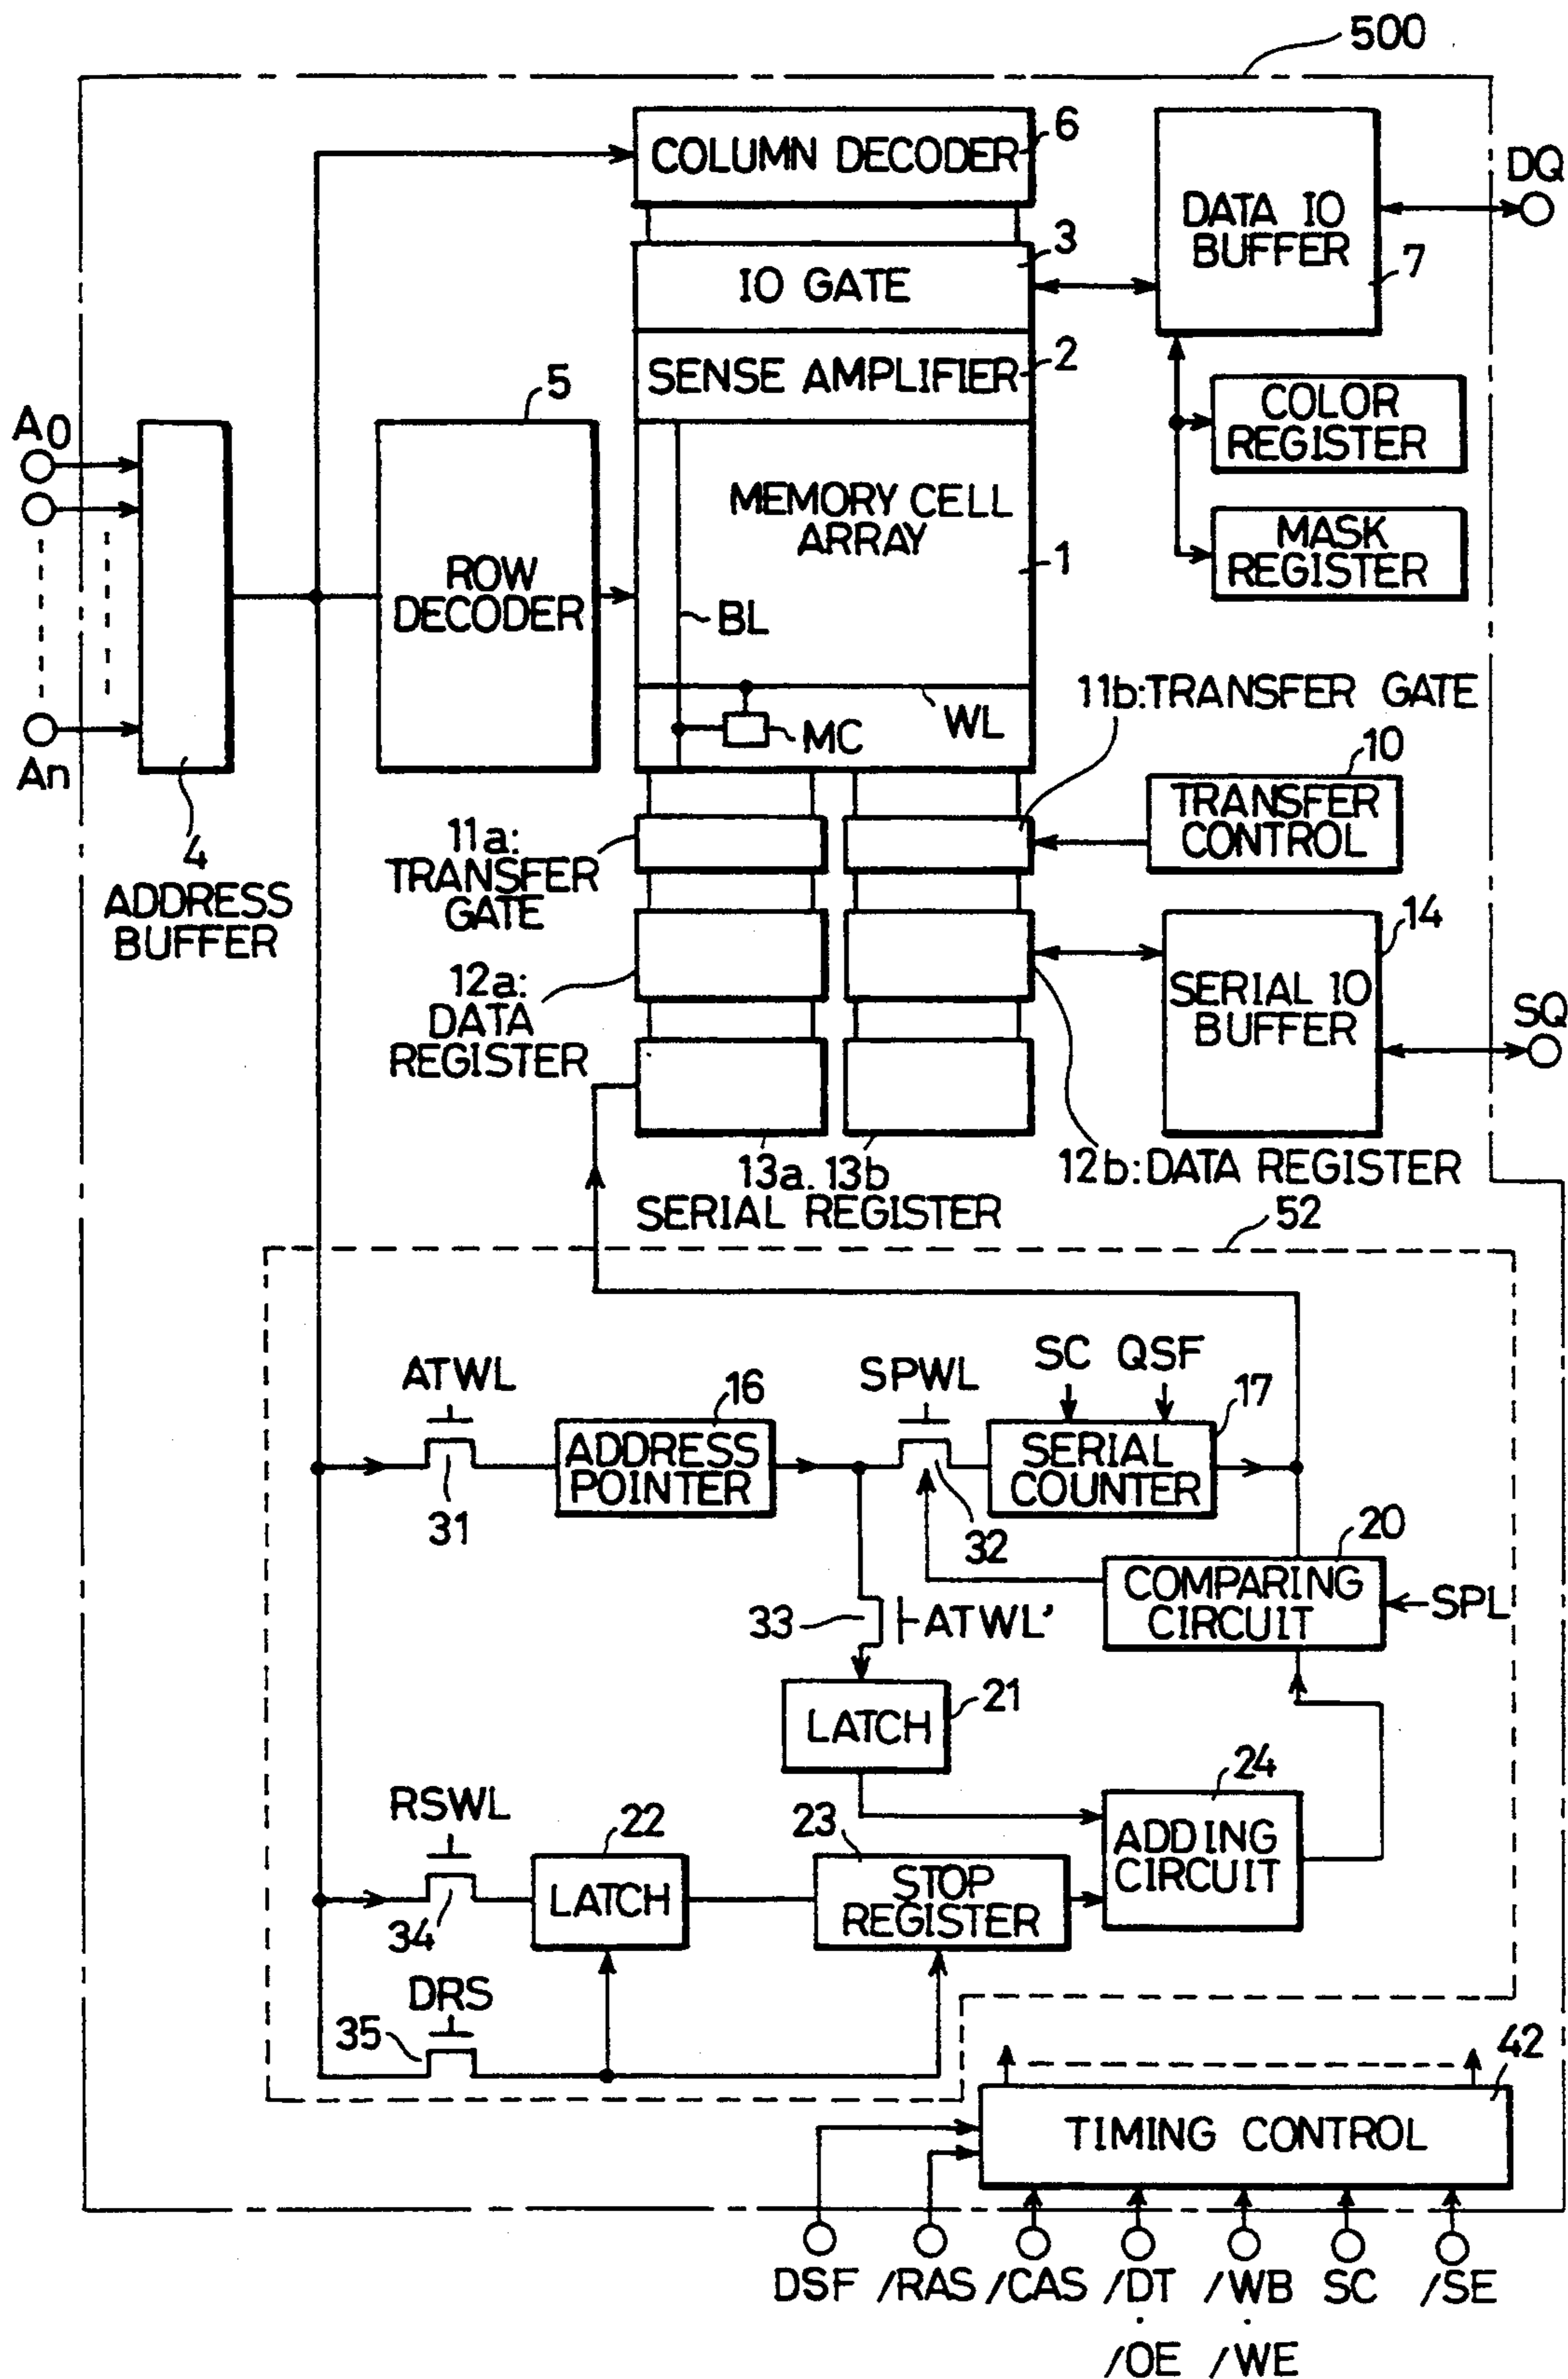 500
COLUMN DECODER
6
DATA IO
BUFFER
7
DQ
3
IO GATE
SENSE AMPLIFIER
2
COLOR
REGISTER
MASK
REGISTER
A0
An
4
ADDRESS
BUFFER
5
ROW
DECODER
MEMORY CELL
ARRAY
1
BL
WL
MC
11b:TRANSFER GATE
10
TRANSFER
CONTROL
11a:
TRANSFER
GATE
12a:
DATA
REGISTER
14
SERIAL IO
BUFFER
SQ
13a. 13b
SERIAL REGISTER
12b:DATA REGISTER
52
ATWL
31
16
ADDRESS
POINTER
SPWL
32
SC QSF
17
SERIAL
COUNTER
20
COMPARING
CIRCUIT
SPL
33
ATWL'
21
LATCH
RSWL
34
22
LATCH
23
STOP
REGISTER
24
ADDING
CIRCUIT
DRS
35
42
TIMING CONTROL
DSF /RAS /CAS /DT /WB SC /SE
· ·
/OE /WE